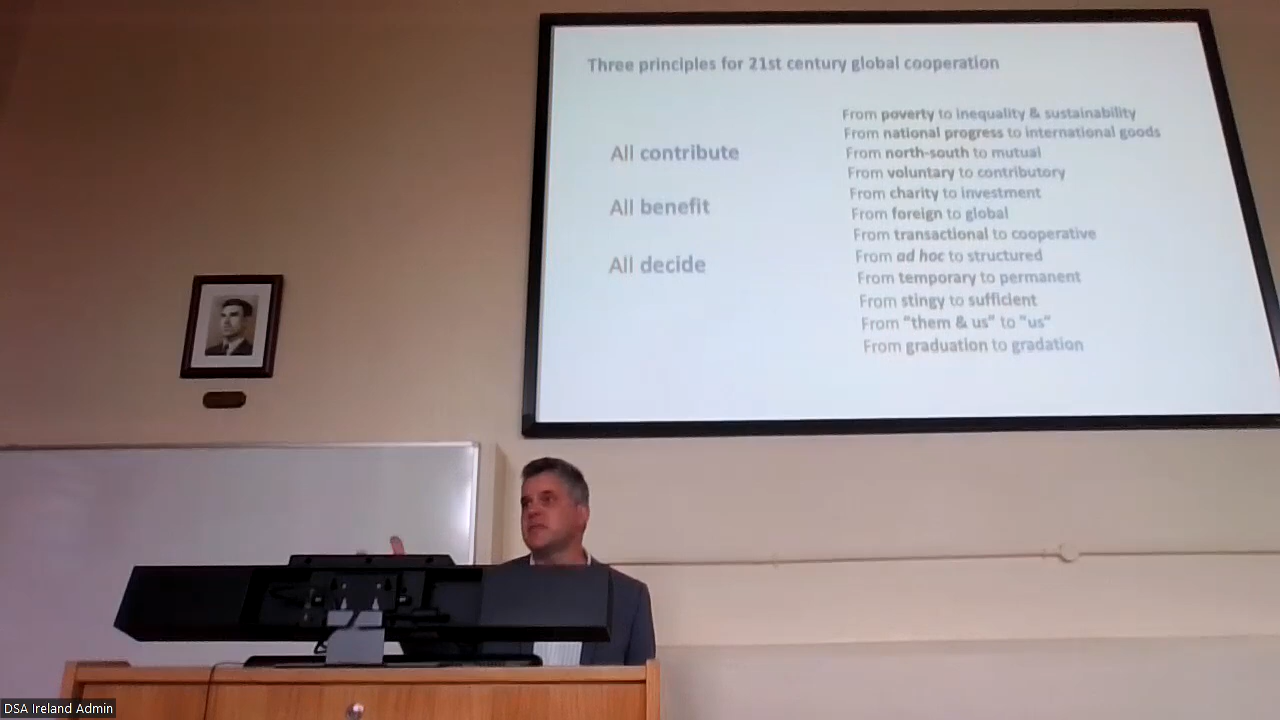 Three principles for 21st century global cooperation
All contribute
All benefit
All decide
From poverty to inequality & sustainability
From national progress to international goods
From north-south to mutual
From voluntary to contributory
From charity to investment
From foreign to global
From transactional to cooperative
From ad hoc to structured
From temporary to permanent
From stingy to sufficient
From "them & us" to "us"
From graduation to gradation
DSA Ireland Admin